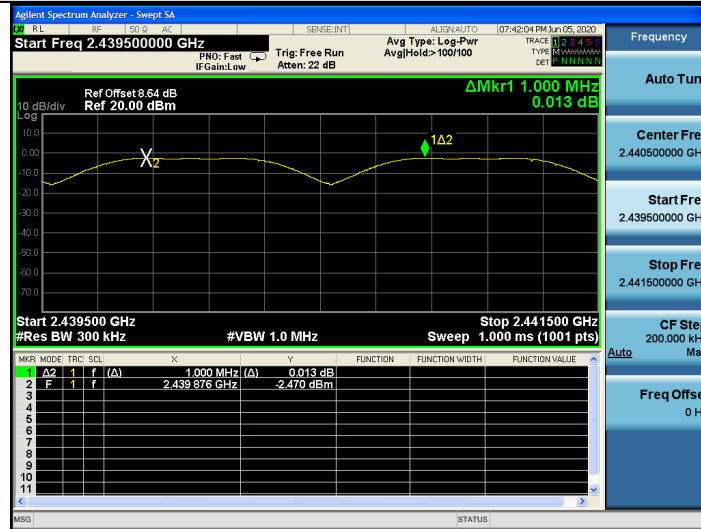 Agilent Spectrum Analyzer - Swept SA
LXI RL RF 50 Ω AC SENSE:INT ALIGN AUTO 07:42:04 PM Jun 05, 2020
Start Freq 2.439500000 GHz
PNO: Fast
IFGain:Low
Trig: Free Run
Atten: 22 dB
Avg Type: Log-Pwr
Avg|Hold:>100/100
TRACE 1 2 3 4 5 6
TYPE M WWWWW
DET P N N N N N
Frequency
Auto Tun
Center Fre
2.440500000 GH
Start Fre
2.439500000 GH
Stop Fre
2.441500000 GH
CF Ste
200.000 kH
Auto Ma
Freq Offse
0 H
ΔMkr1 1.000 MHz
0.013 dB
Ref Offset 8.64 dB
10 dB/div Ref 20.00 dBm
Log
10.0
0.00
-10.0
-20.0
-30.0
-40.0
-50.0
-60.0
-70.0
X2
1Δ2
Start 2.439500 GHz Stop 2.441500 GHz
#Res BW 300 kHz #VBW 1.0 MHz Sweep 1.000 ms (1001 pts)
MKR MODE TRC SCL X Y FUNCTION FUNCTION WIDTH FUNCTION VALUE
1 Δ2 1 f (Δ) 1.000 MHz (Δ) 0.013 dB
2 F 1 f 2.439 876 GHz -2.470 dBm
3
4
5
6
7
8
9
10
11
MSG STATUS